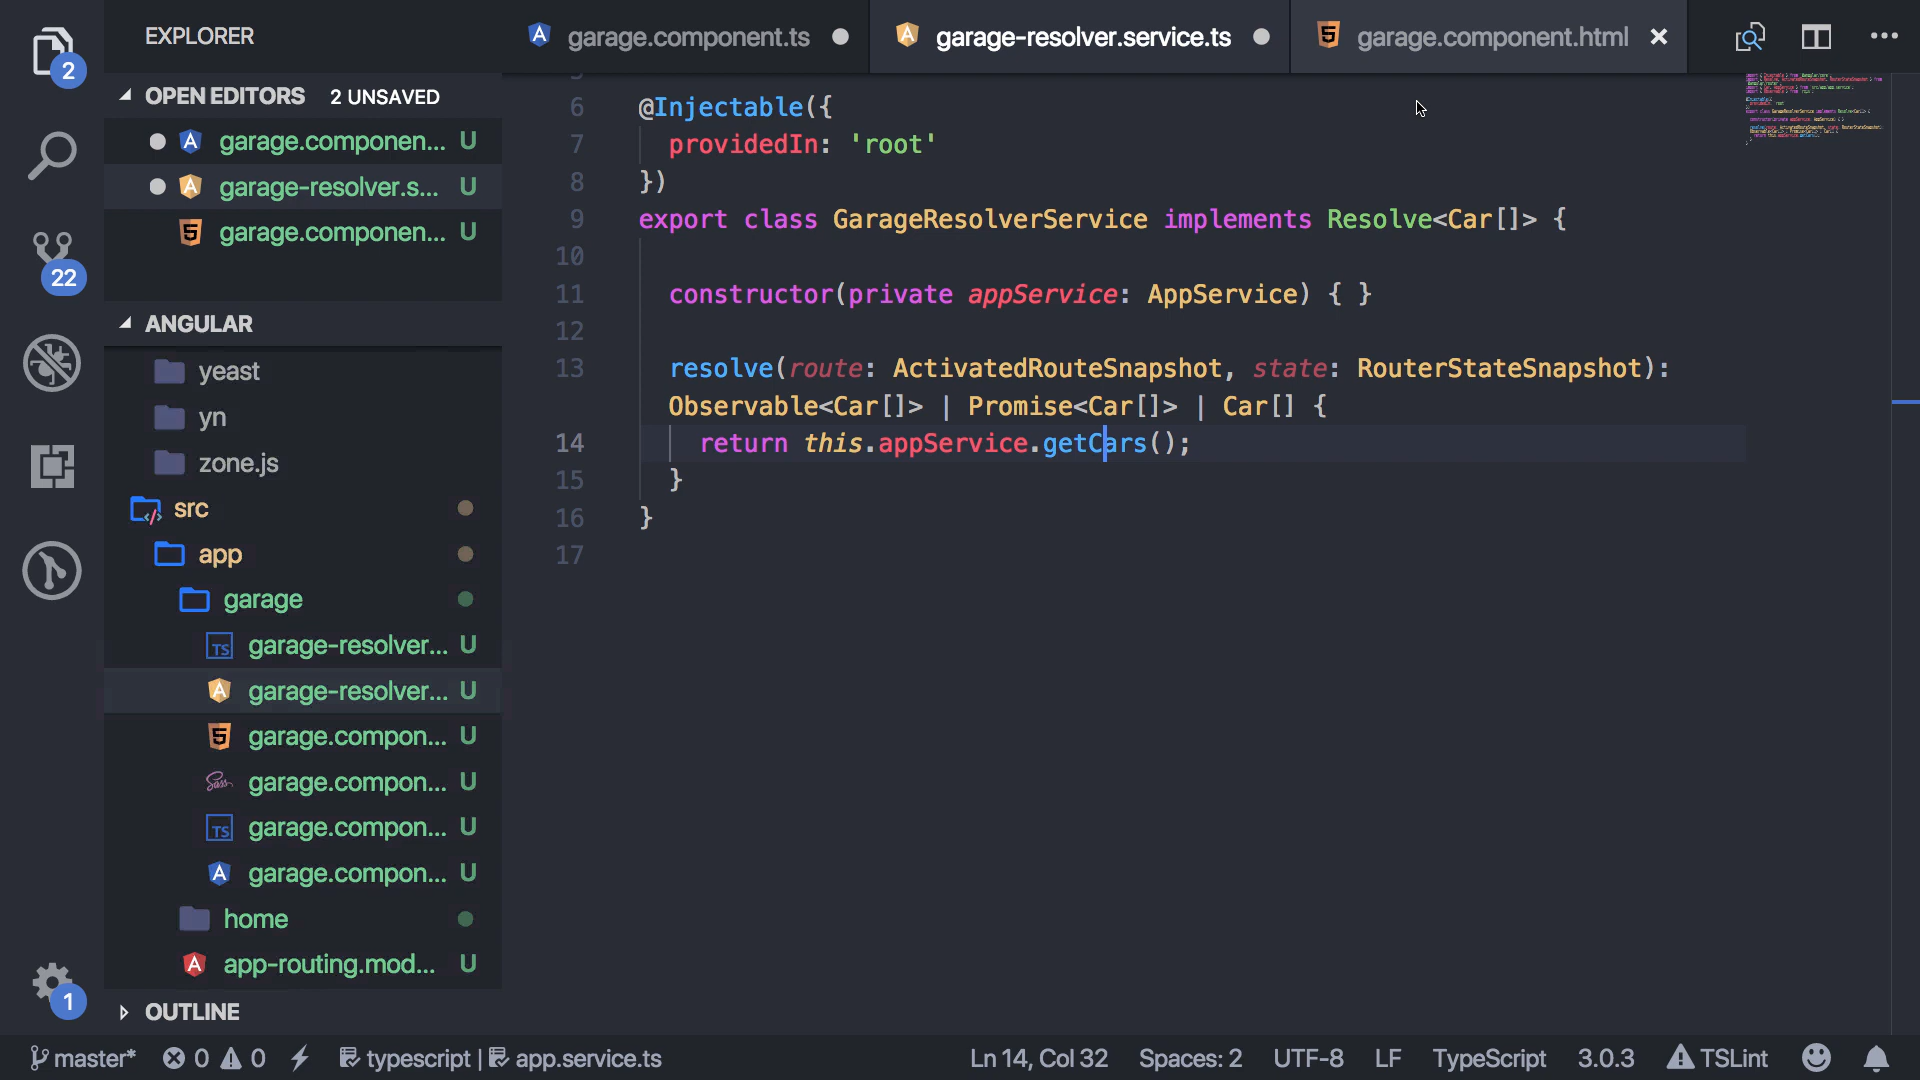 EXPLORER
garage.component.ts
garage-resolver.service.ts
garage.component.html
2
OPEN EDITORS 2 UNSAVED
garage.componen... U
garage-resolver.s... U
garage.componen... U
22
ANGULAR
yeast
yn
zone.js
src
app
garage
garage-resolver... U
garage-resolver... U
garage.compon... U
garage.compon... U
garage.compon... U
garage.compon... U
home
app-routing.mod... U
1
OUTLINE
6 @Injectable({
7 providedIn: 'root'
8 })
9 export class GarageResolverService implements Resolve<Car[]> {
10
11 constructor(private appService: AppService) { }
12
13 resolve(route: ActivatedRouteSnapshot, state: RouterStateSnapshot):
Observable<Car[]> | Promise<Car[]> | Car[] {
14 return this.appService.getCars();
15 }
16 }
17
master* 0 0 typescript | app.service.ts Ln 14, Col 32 Spaces: 2 UTF-8 LF TypeScript 3.0.3 TSLint